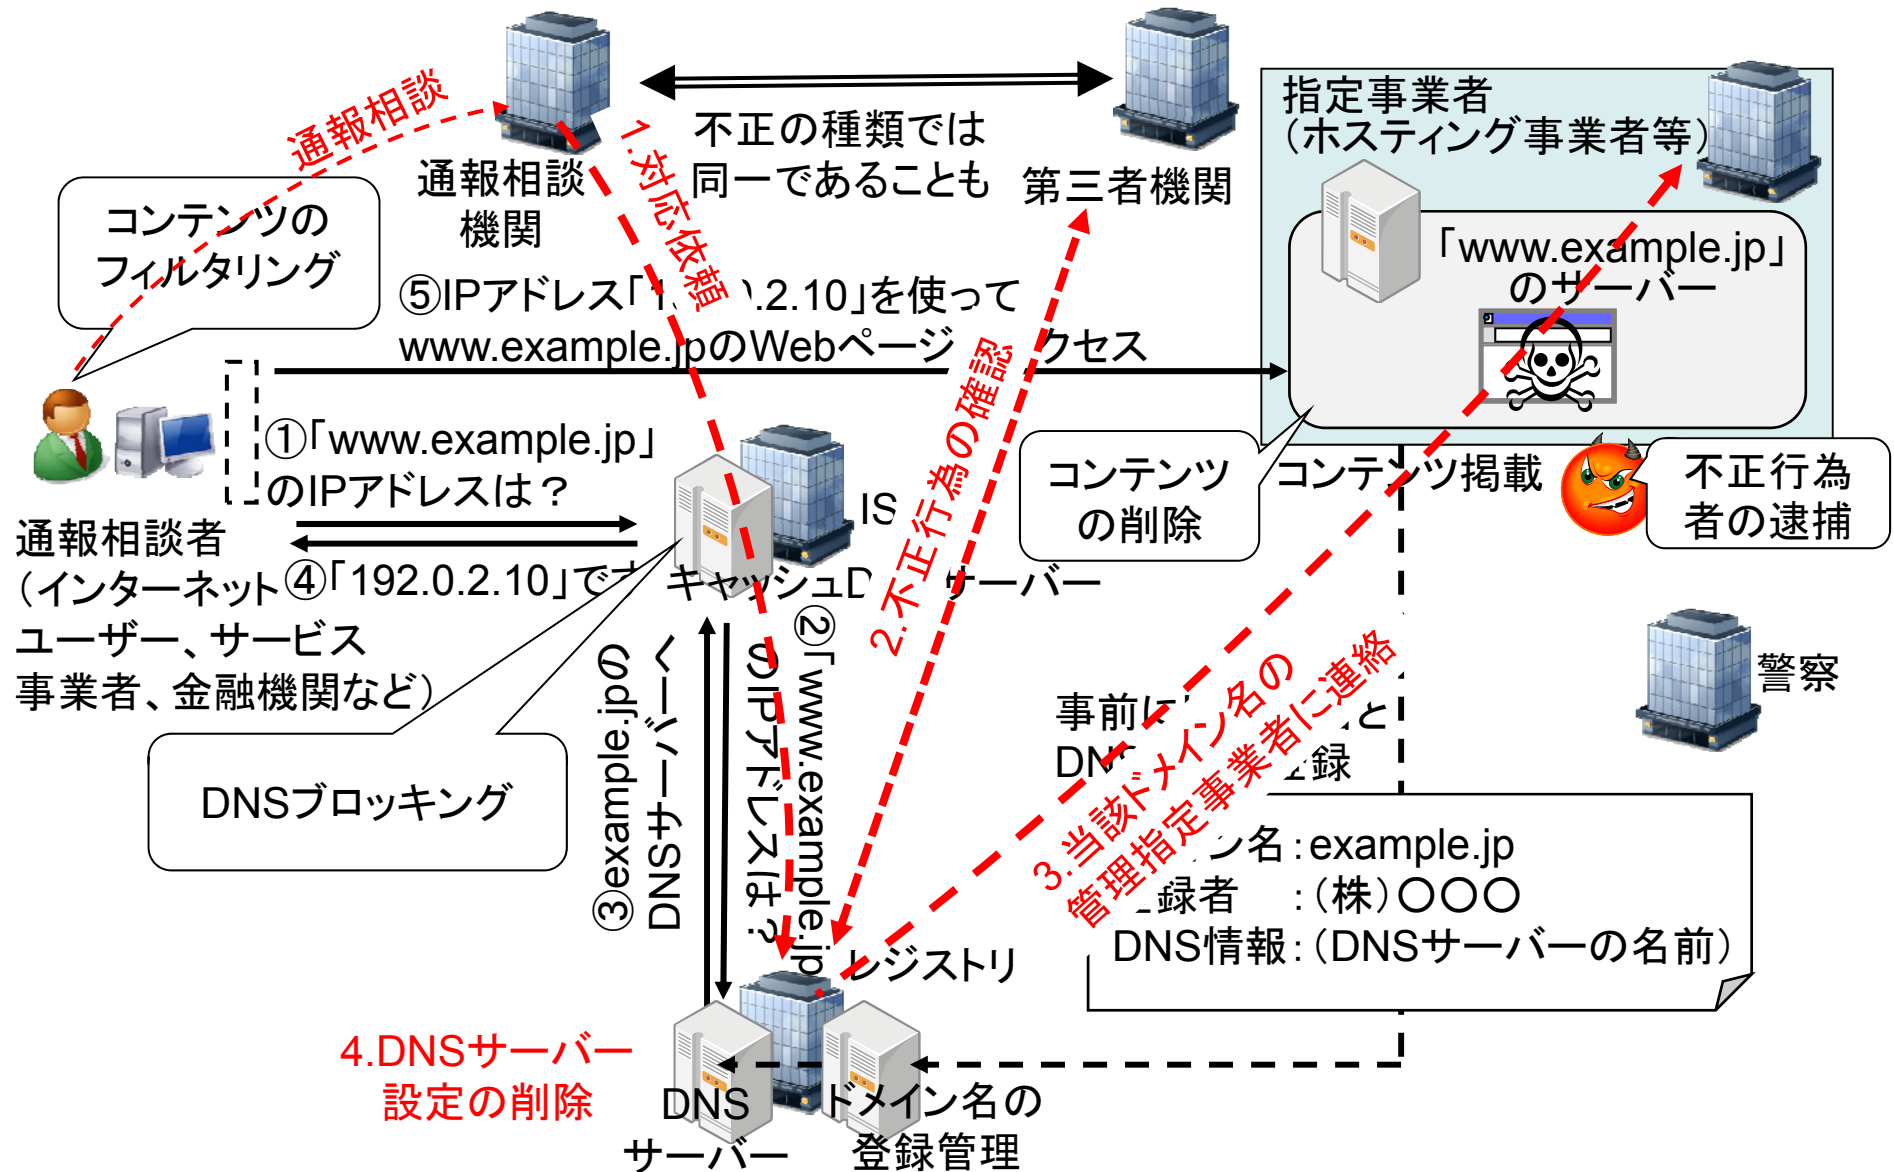 通報相談
通報相談
機関
1.対応依頼
不正の種類では
同一であることも
第三者機関
指定事業者
（ホスティング事業者等）
「www.example.jp」
のサーバー
コンテンツの
フィルタリング
⑤IPアドレス「1 .2.10」を使って
www.example.jpのWebページ クセス
①「www.example.jp」
のIPアドレスは？
④「192.0.2.10」です
通報相談者
（インターネット
ユーザー、サービス
事業者、金融機関など）
IS
キャッシュD サーバー
2.不正行為の確認
コンテンツ
の削除
コンテンツ掲載
不正行為
者の逮捕
警察
DNSブロッキング
③example.jpの
DNSサーバーへ
②「www.example.jp
のIPアドレスは？
事前に と
DNS 登録
3.当該ドメイン名の
管理指定事業者に連絡
ン名：example.jp
録者 ：（株）〇〇〇
DNS情報：（DNSサーバーの名前）
レジストリ
4.DNSサーバー
設定の削除
DNS
サーバー
ドメイン名の
登録管理